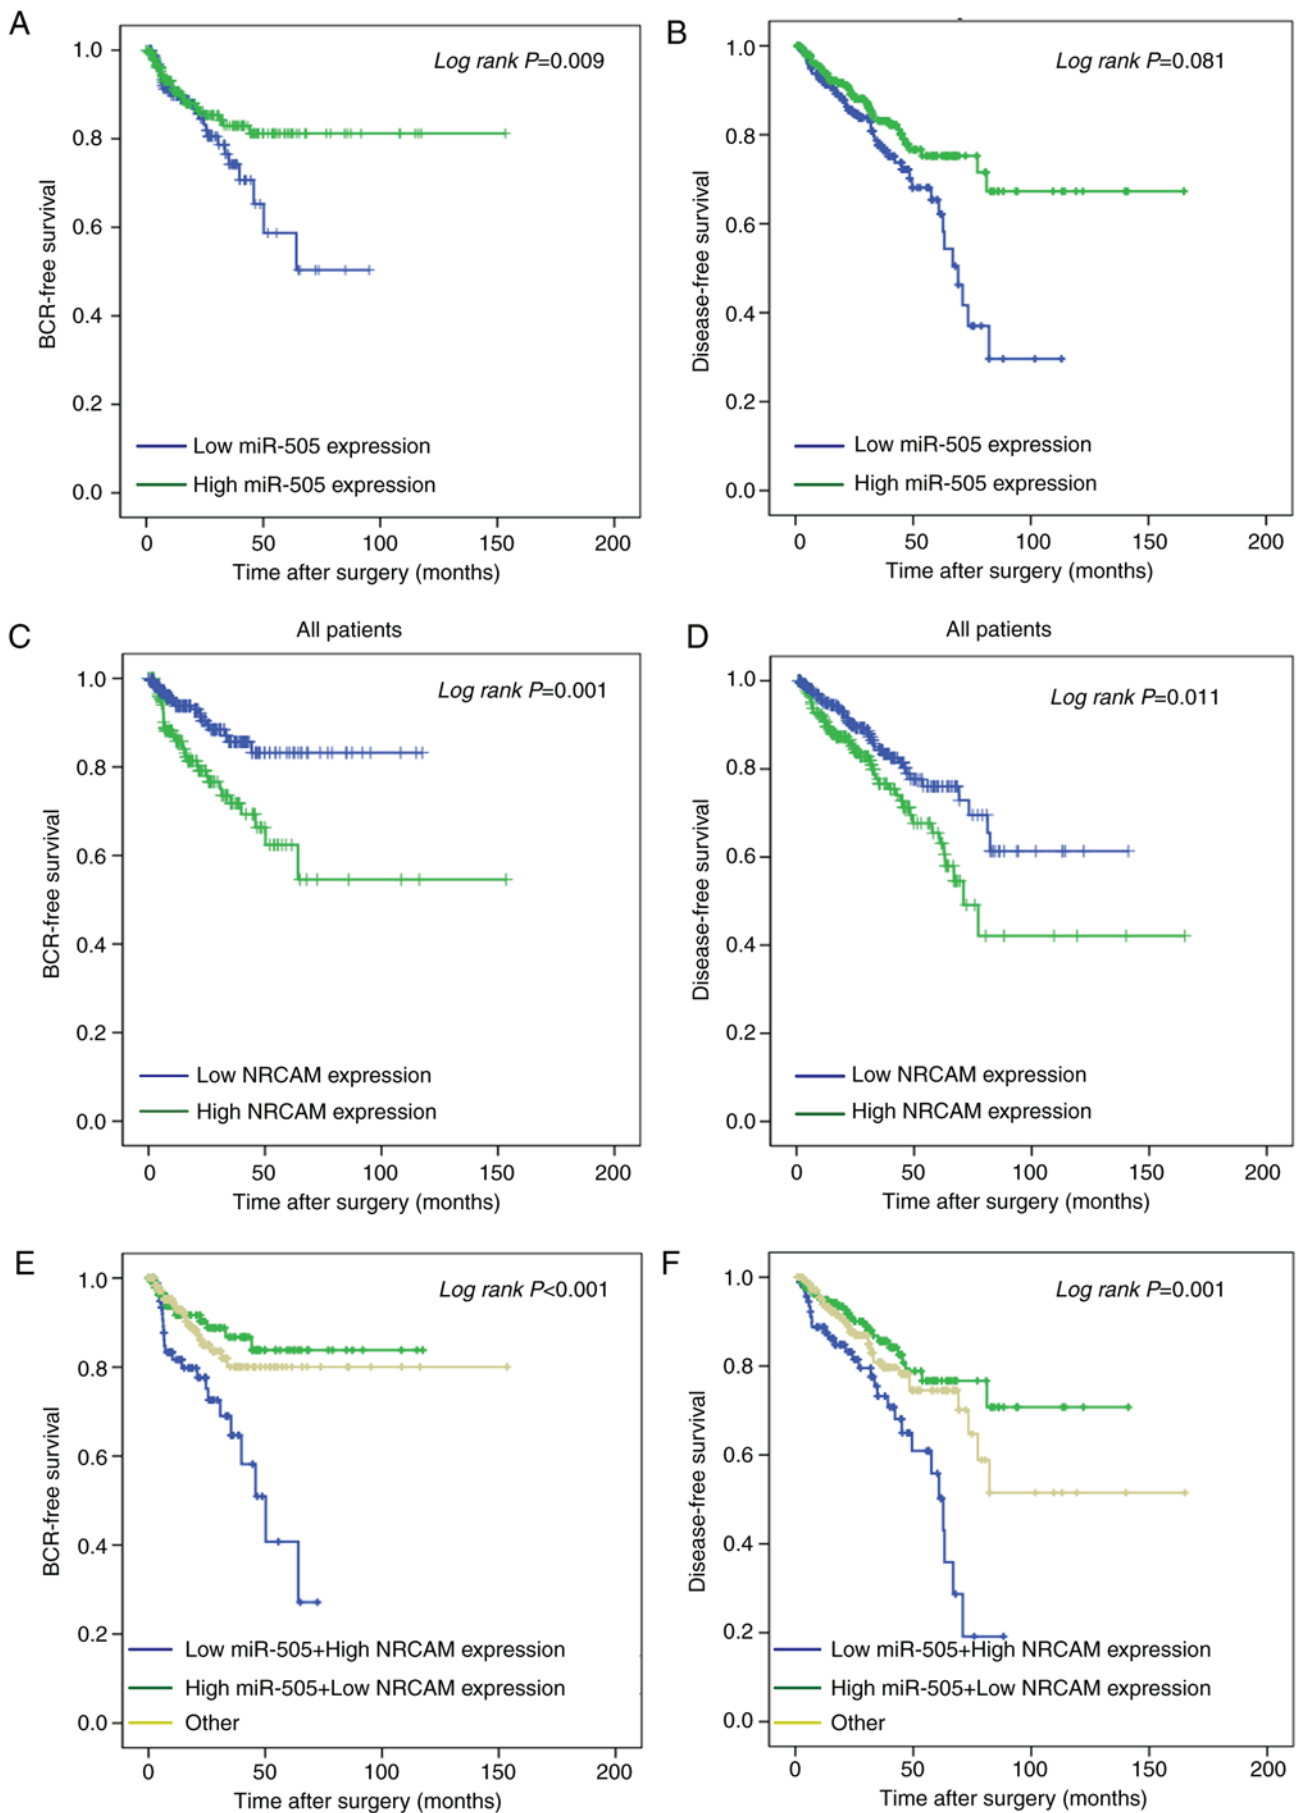 A
Log rank P=0.009
1.0
0.8
0.6
0.4
0.2
0.0
BCR-free survival
Low miR-505 expression
High miR-505 expression
0 50 100 150 200
Time after surgery (months)
B
Log rank P=0.081
1.0
0.8
0.6
0.4
0.2
0.0
Disease-free survival
Low miR-505 expression
High miR-505 expression
0 50 100 150 200
Time after surgery (months)
C
All patients
Log rank P=0.001
1.0
0.8
0.6
0.4
0.2
0.0
BCR-free survival
Low NRCAM expression
High NRCAM expression
0 50 100 150 200
Time after surgery (months)
D
All patients
Log rank P=0.011
1.0
0.8
0.6
0.4
0.2
0.0
Disease-free survival
Low NRCAM expression
High NRCAM expression
0 50 100 150 200
Time after surgery (months)
E
Log rank P<0.001
1.0
0.8
0.6
0.4
0.2
0.0
BCR-free survival
Low miR-505+High NRCAM expression
High miR-505+Low NRCAM expression
Other
0 50 100 150 200
Time after surgery (months)
F
Log rank P=0.001
1.0
0.8
0.6
0.4
0.2
0.0
Disease-free survival
Low miR-505+High NRCAM expression
High miR-505+Low NRCAM expression
Other
0 50 100 150 200
Time after surgery (months)